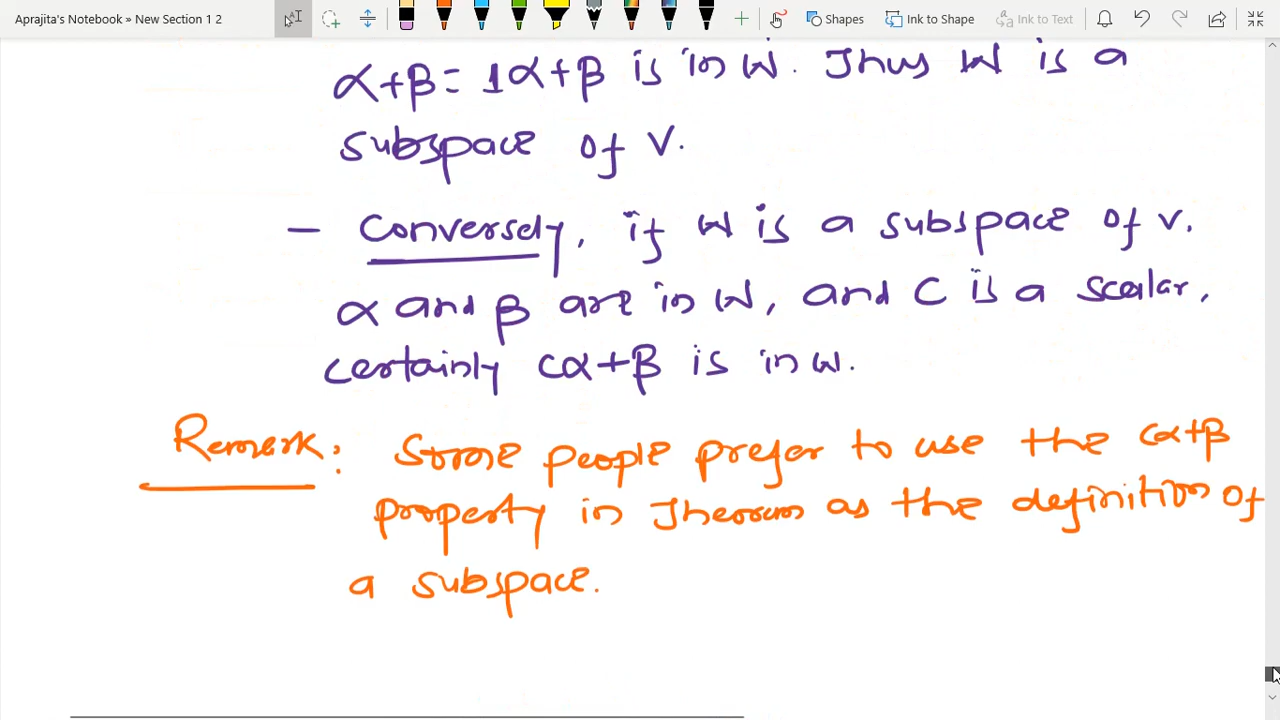 Aprajita's Notebook » New Section 1 2
Shapes
Ink to Shape
Ink to Text
α+β = 1α+β is in W. Thus W is a
subspace of V.
– Conversely, if W is a subspace of V.
α and β are in W, and C is a scalar,
certainly cα+β is in W.
Remark: Some people prefer to use the cα+β
property in Theorem as the definition of
a subspace.